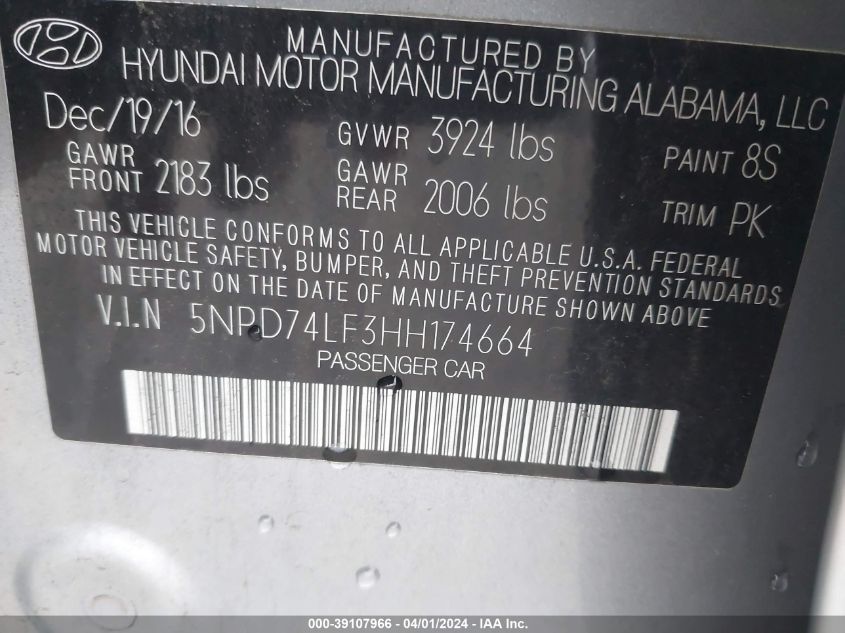 MANUFACTURED BY
HYUNDAI MOTOR MANUFACTURING ALABAMA, LLC
Dec/19/16 GVWR 3924 lbs PAINT 8S
GAWR FRONT 2183 lbs GAWR REAR 2006 lbs TRIM PK
THIS VEHICLE CONFORMS TO ALL APPLICABLE U.S.A. FEDERAL
MOTOR VEHICLE SAFETY, BUMPER, AND THEFT PREVENTION STANDARDS
IN EFFECT ON THE DATE OF MANUFACTURE SHOWN ABOVE
V.I.N 5NPD74LF3HH174664
PASSENGER CAR
000-39107966 / 04/01/2024 - IAA Inc.